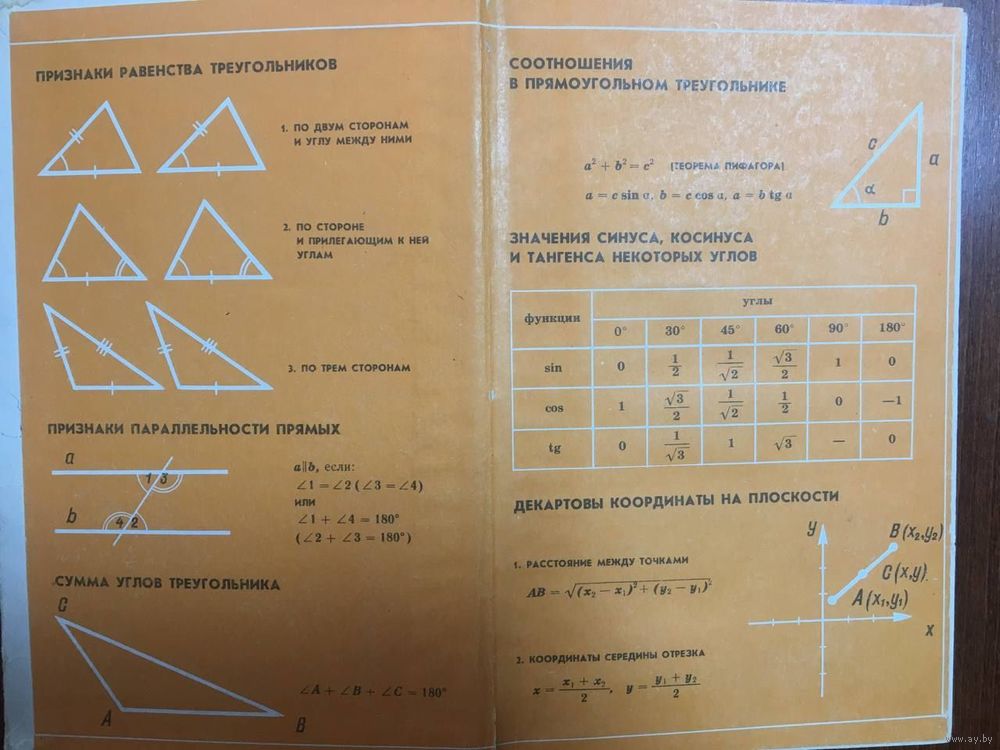 ПРИЗНАКИ РАВЕНСТВА ТРЕУГОЛЬНИКОВ
1. ПО ДВУМ СТОРОНАМ
И УГЛУ МЕЖДУ НИМИ
2. ПО СТОРОНЕ
И ПРИЛЕГАЮЩИМ К НЕЙ
УГЛАМ
3. ПО ТРЕМ СТОРОНАМ
ПРИЗНАКИ ПАРАЛЛЕЛЬНОСТИ ПРЯМЫХ
a
1 3
b
4 2
a∥b, если:
∠1 = ∠2 (∠3 = ∠4)
или
∠1 + ∠4 = 180°
(∠2 + ∠3 = 180°)
СУММА УГЛОВ ТРЕУГОЛЬНИКА
C
A
B
∠A + ∠B + ∠C = 180°
СООТНОШЕНИЯ
В ПРЯМОУГОЛЬНОМ ТРЕУГОЛЬНИКЕ
a² + b² = c² [ТЕОРЕМА ПИФАГОРА]
a = c sin α, b = c cos α, a = b tg α
c
a
α
b
ЗНАЧЕНИЯ СИНУСА, КОСИНУСА
И ТАНГЕНСА НЕКОТОРЫХ УГЛОВ
функции
углы
0° 30° 45° 60° 90° 180°
sin 0 1/2 1/√2 √3/2 1 0
cos 1 √3/2 1/√2 1/2 0 —1
tg 0 1/√3 1 √3 — 0
ДЕКАРТОВЫ КООРДИНАТЫ НА ПЛОСКОСТИ
1. РАССТОЯНИЕ МЕЖДУ ТОЧКАМИ
AB = √(x₂ — x₁)² + (y₂ — y₁)²
y
B (x₂,y₂)
C (x,y)
A (x₁,y₁)
x
2. КООРДИНАТЫ СЕРЕДИНЫ ОТРЕЗКА
x = (x₁ + x₂)/2, y = (y₁ + y₂)/2
www.ay.by